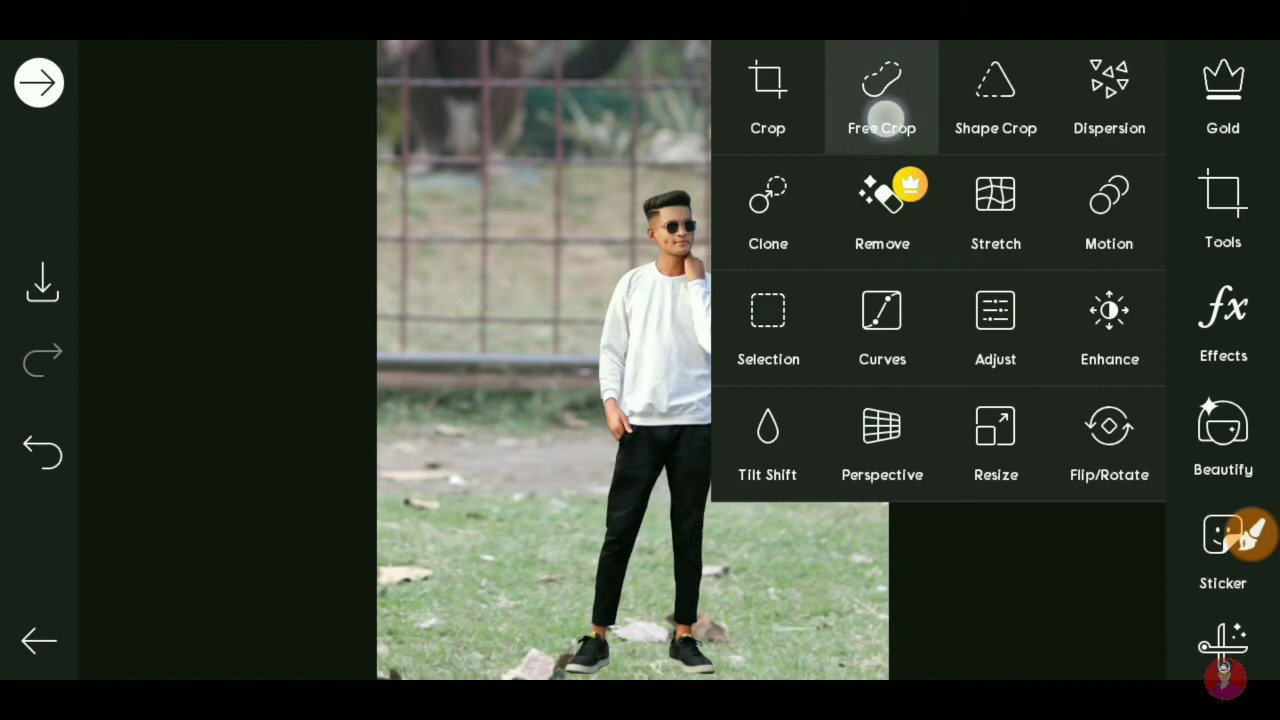 Crop
Free Crop
Shape Crop
Dispersion
Gold
Clone
Remove
Stretch
Motion
Tools
Selection
Curves
Adjust
Enhance
fx
Effects
Tilt Shift
Perspective
Resize
Flip/Rotate
Beautify
Sticker